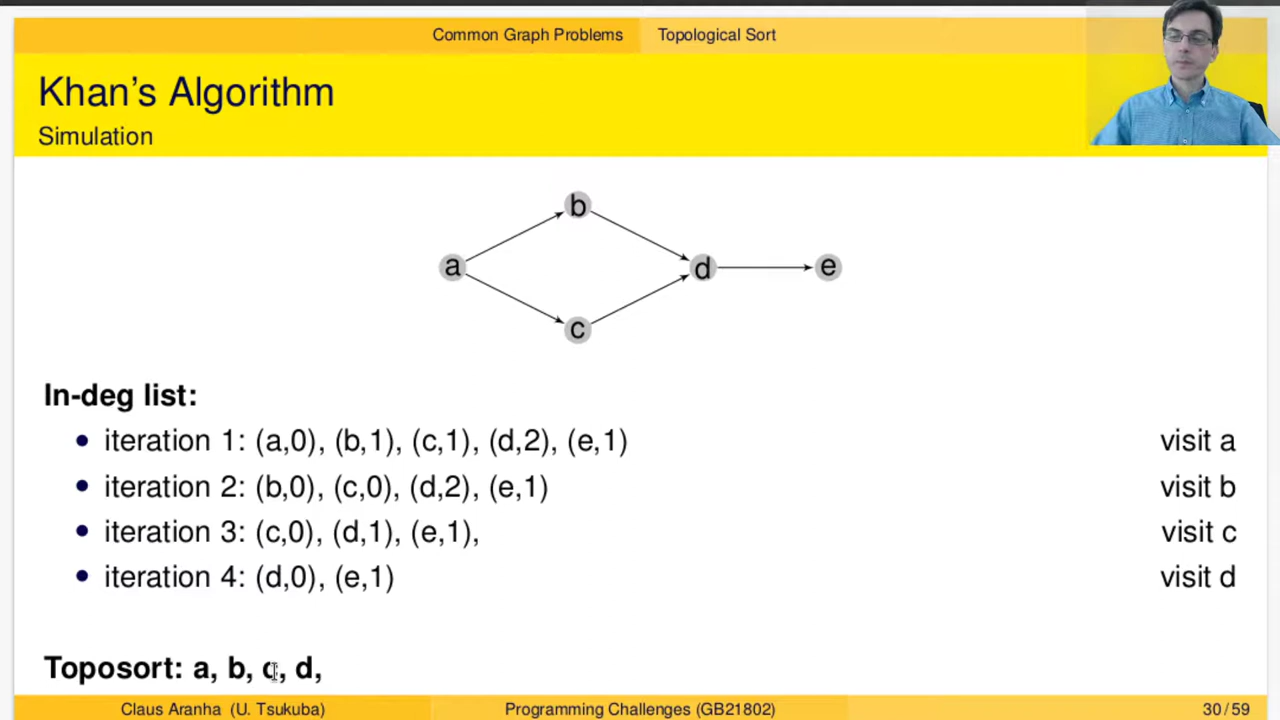 Common Graph Problems Topological Sort
Khan's Algorithm
Simulation
b
a
d
e
c
In-deg list:
• iteration 1: (a,0), (b,1), (c,1), (d,2), (e,1) visit a
• iteration 2: (b,0), (c,0), (d,2), (e,1) visit b
• iteration 3: (c,0), (d,1), (e,1), visit c
• iteration 4: (d,0), (e,1) visit d
Toposort: a, b, c, d,
Claus Aranha (U. Tsukuba) Programming Challenges (GB21802) 30 / 59